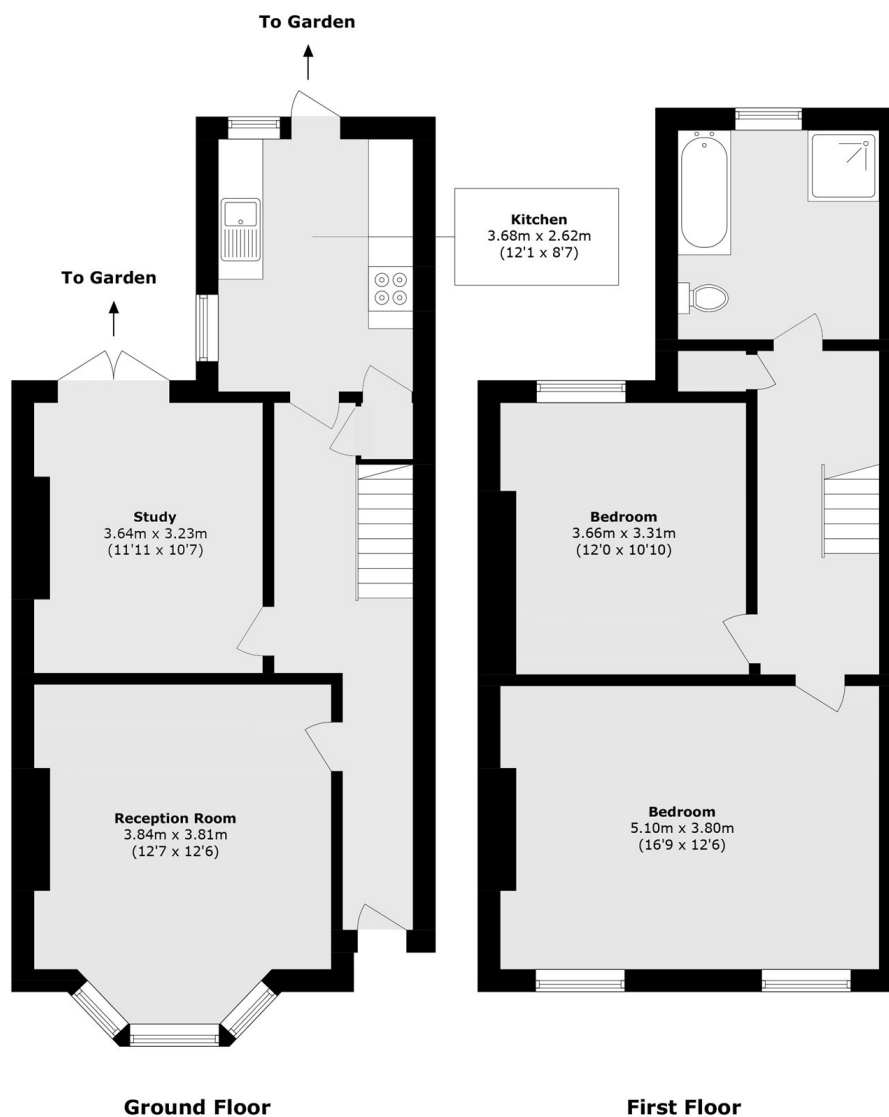 To Garden
Kitchen
3.68m x 2.62m
(12'1 x 8'7)
To Garden
Study
3.64m x 3.23m
(11'11 x 10'7)
Bedroom
3.66m x 3.31m
(12'0 x 10'10)
Reception Room
3.84m x 3.81m
(12'7 x 12'6)
Bedroom
5.10m x 3.80m
(16'9 x 12'6)
Ground Floor
First Floor